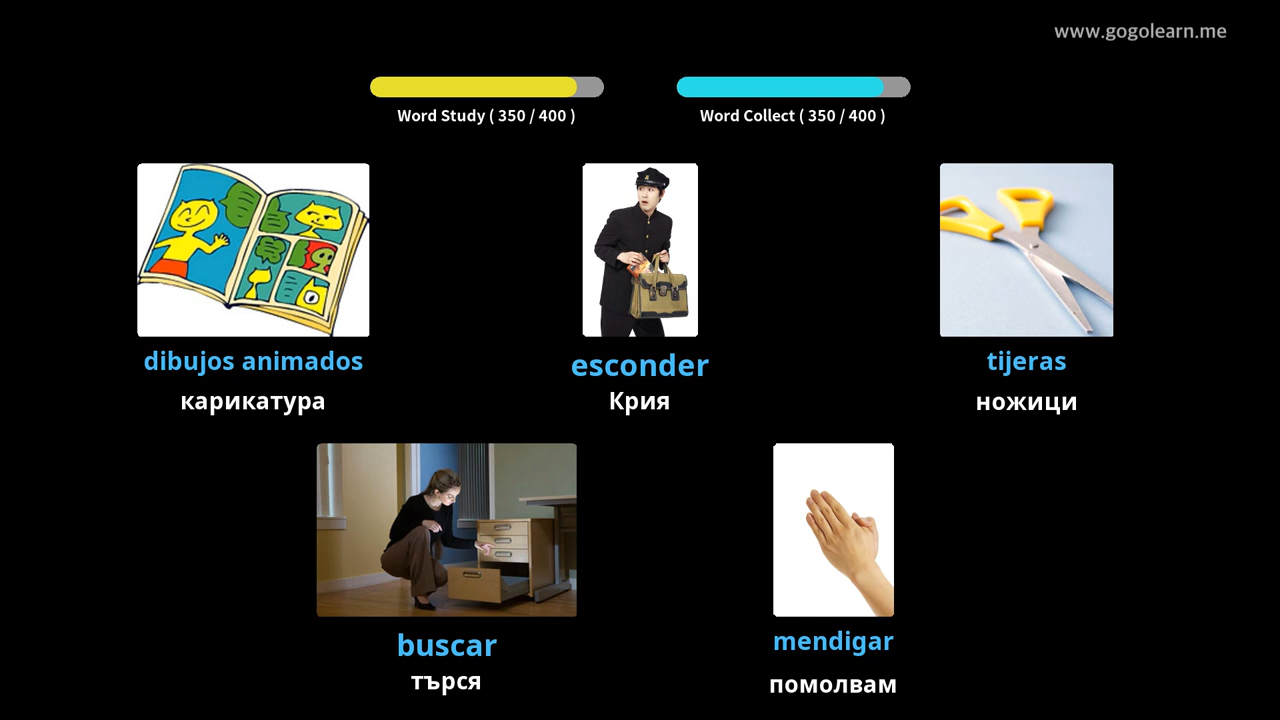 www.gogolearn.me
Word Study ( 350 / 400 )
Word Collect ( 350 / 400 )
dibujos animados
карикатура
esconder
Крия
tijeras
ножици
buscar
търся
mendigar
помолвам